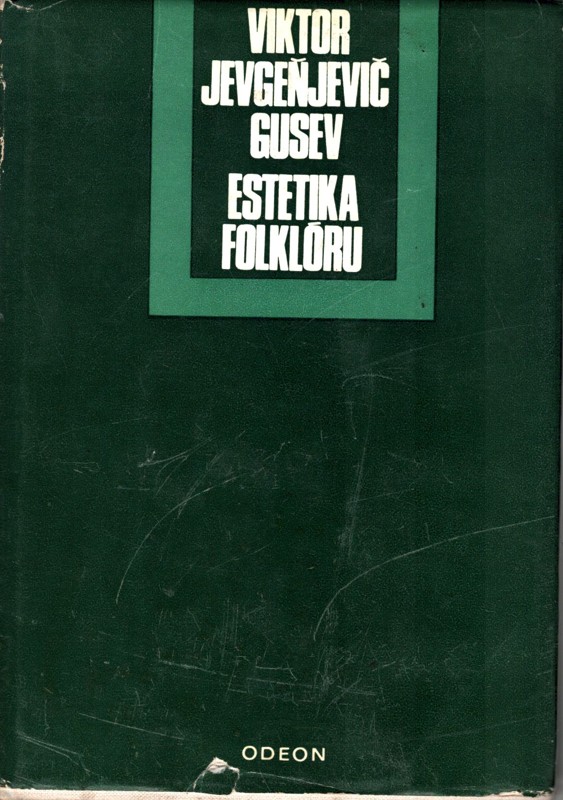 VIKTOR
JEVGEŇJEVIČ
GUSEV
ESTETIKA
FOLKLÓRU
ODEON